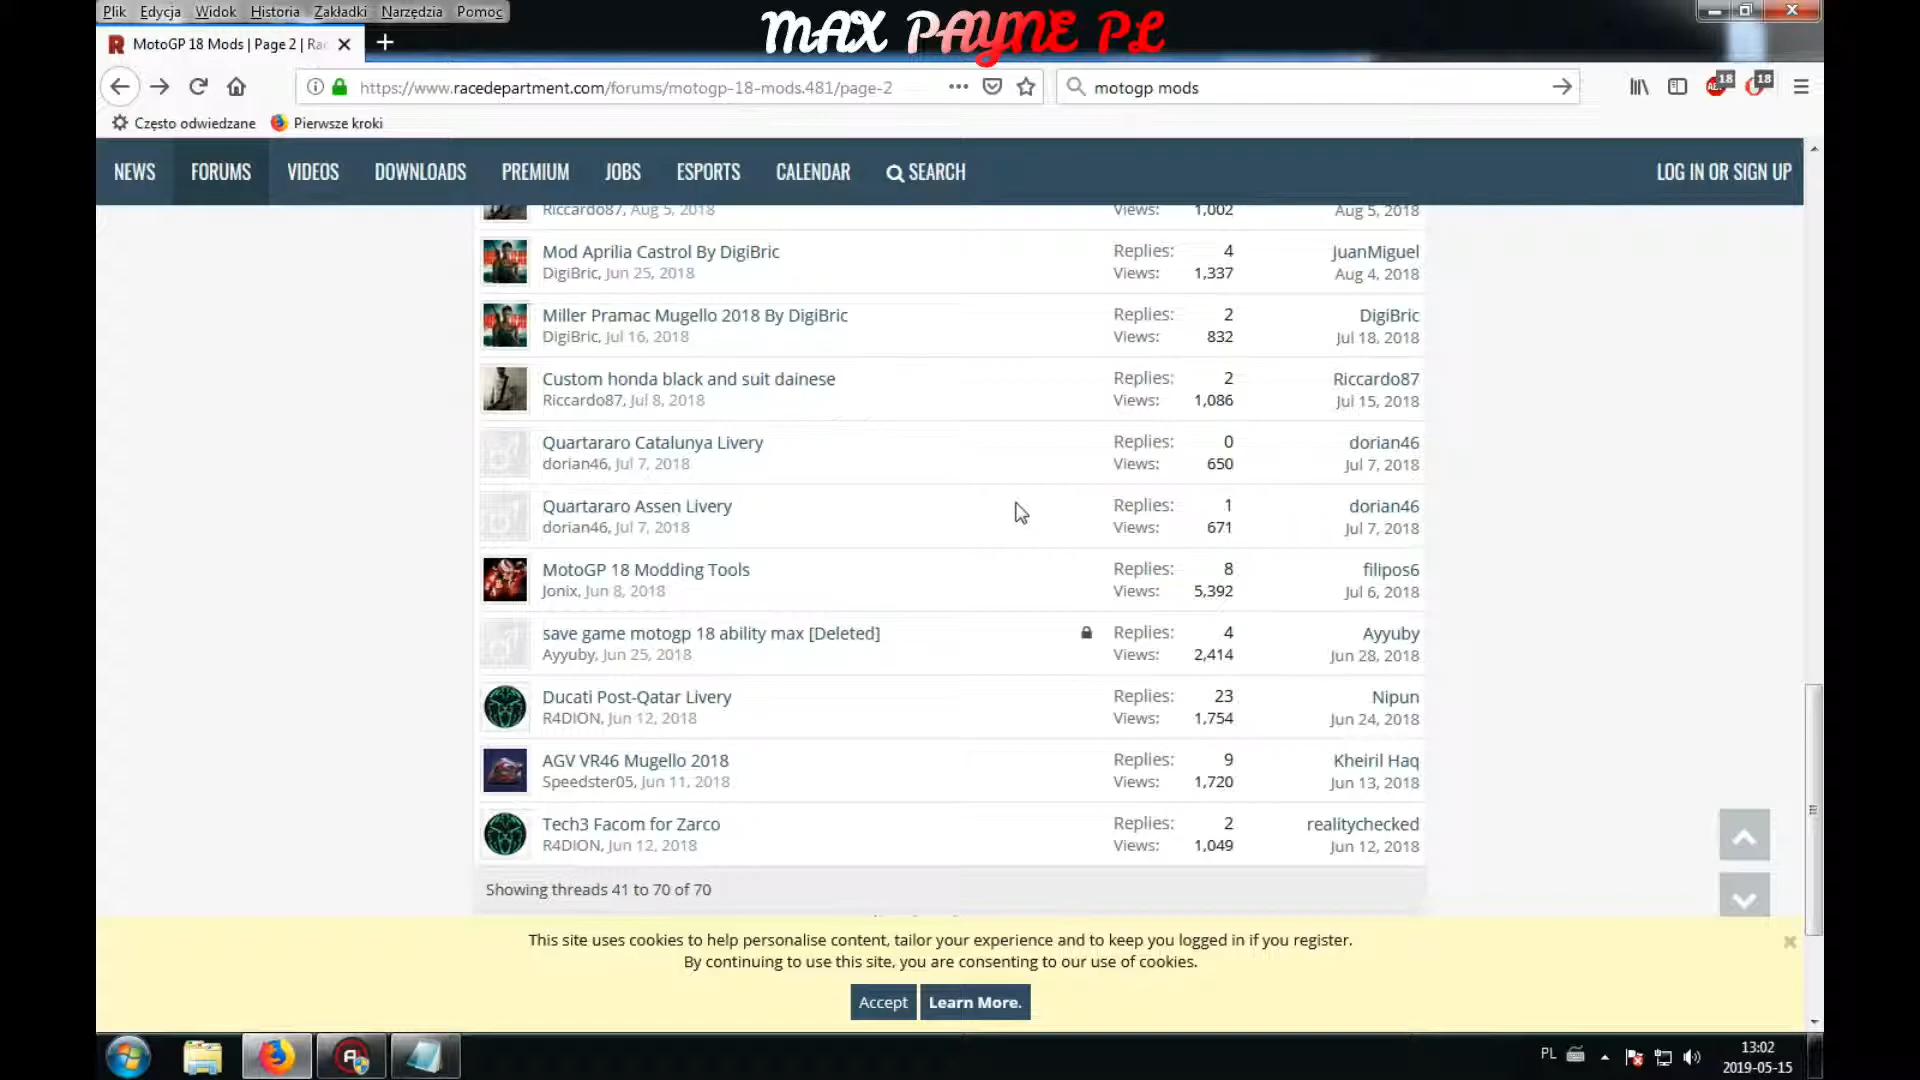 Plik Edycja Widok Historia Zakładki Narzędzia Pomoc
MAX PAYNE PL
MotoGP 18 Mods | Page 2 | Rac
https://www.racedepartment.com/forums/motogp-18-mods.481/page-2
motogp mods
18 18
Często odwiedzane Pierwsze kroki
NEWS FORUMS VIDEOS DOWNLOADS PREMIUM JOBS ESPORTS CALENDAR SEARCH LOG IN OR SIGN UP
Riccardo87, Aug 5, 2018 Views: 1,002 Aug 5, 2018
Mod Aprilia Castrol By DigiBric Replies: 4 JuanMiguel
DigiBric, Jun 25, 2018 Views: 1,337 Aug 4, 2018
Miller Pramac Mugello 2018 By DigiBric Replies: 2 DigiBric
DigiBric, Jul 16, 2018 Views: 832 Jul 18, 2018
Custom honda black and suit dainese Replies: 2 Riccardo87
Riccardo87, Jul 8, 2018 Views: 1,086 Jul 15, 2018
Quartararo Catalunya Livery Replies: 0 dorian46
dorian46, Jul 7, 2018 Views: 650 Jul 7, 2018
Quartararo Assen Livery Replies: 1 dorian46
dorian46, Jul 7, 2018 Views: 671 Jul 7, 2018
MotoGP 18 Modding Tools Replies: 8 filipos6
Jonix, Jun 8, 2018 Views: 5,392 Jul 6, 2018
save game motogp 18 ability max [Deleted] Replies: 4 Ayyuby
Ayyuby, Jun 25, 2018 Views: 2,414 Jun 28, 2018
Ducati Post-Qatar Livery Replies: 23 Nipun
R4DION, Jun 12, 2018 Views: 1,754 Jun 24, 2018
AGV VR46 Mugello 2018 Replies: 9 Kheiril Haq
Speedster05, Jun 11, 2018 Views: 1,720 Jun 13, 2018
Tech3 Facom for Zarco Replies: 2 realitychecked
R4DION, Jun 12, 2018 Views: 1,049 Jun 12, 2018
Showing threads 41 to 70 of 70
This site uses cookies to help personalise content, tailor your experience and to keep you logged in if you register.
By continuing to use this site, you are consenting to our use of cookies.
Accept Learn More.
PL 13:02
2019-05-15